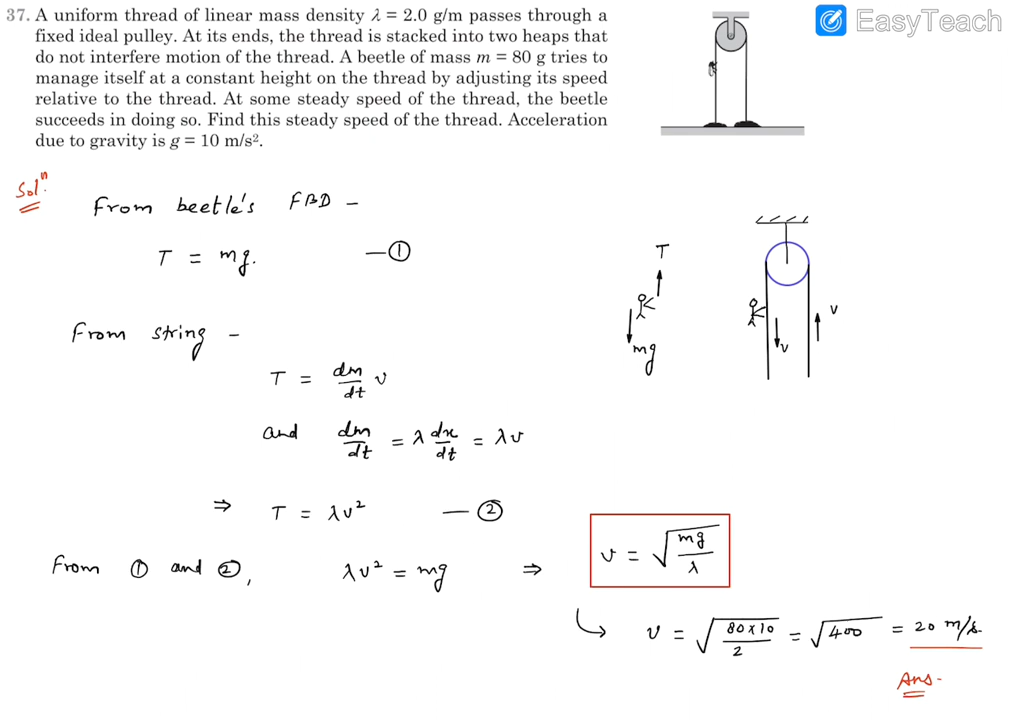 37. A uniform thread of linear mass density λ = 2.0 g/m passes through a
fixed ideal pulley. At its ends, the thread is stacked into two heaps that
do not interfere motion of the thread. A beetle of mass m = 80 g tries to
manage itself at a constant height on the thread by adjusting its speed
relative to the thread. At some steady speed of the thread, the beetle
succeeds in doing so. Find this steady speed of the thread. Acceleration
due to gravity is g = 10 m/s².
EasyTeach
Solⁿ.
From beetle's FBD -
T = mg. —①
T
mg
v
v
From string -
T = dm/dt v
and dm/dt = λ dx/dt = λv
⇒ T = λv² —②
From ① and ②, λv² = mg ⇒ v = √(mg/λ)
v = √(80×10/2) = √400 = 20 m/s.
Ans-